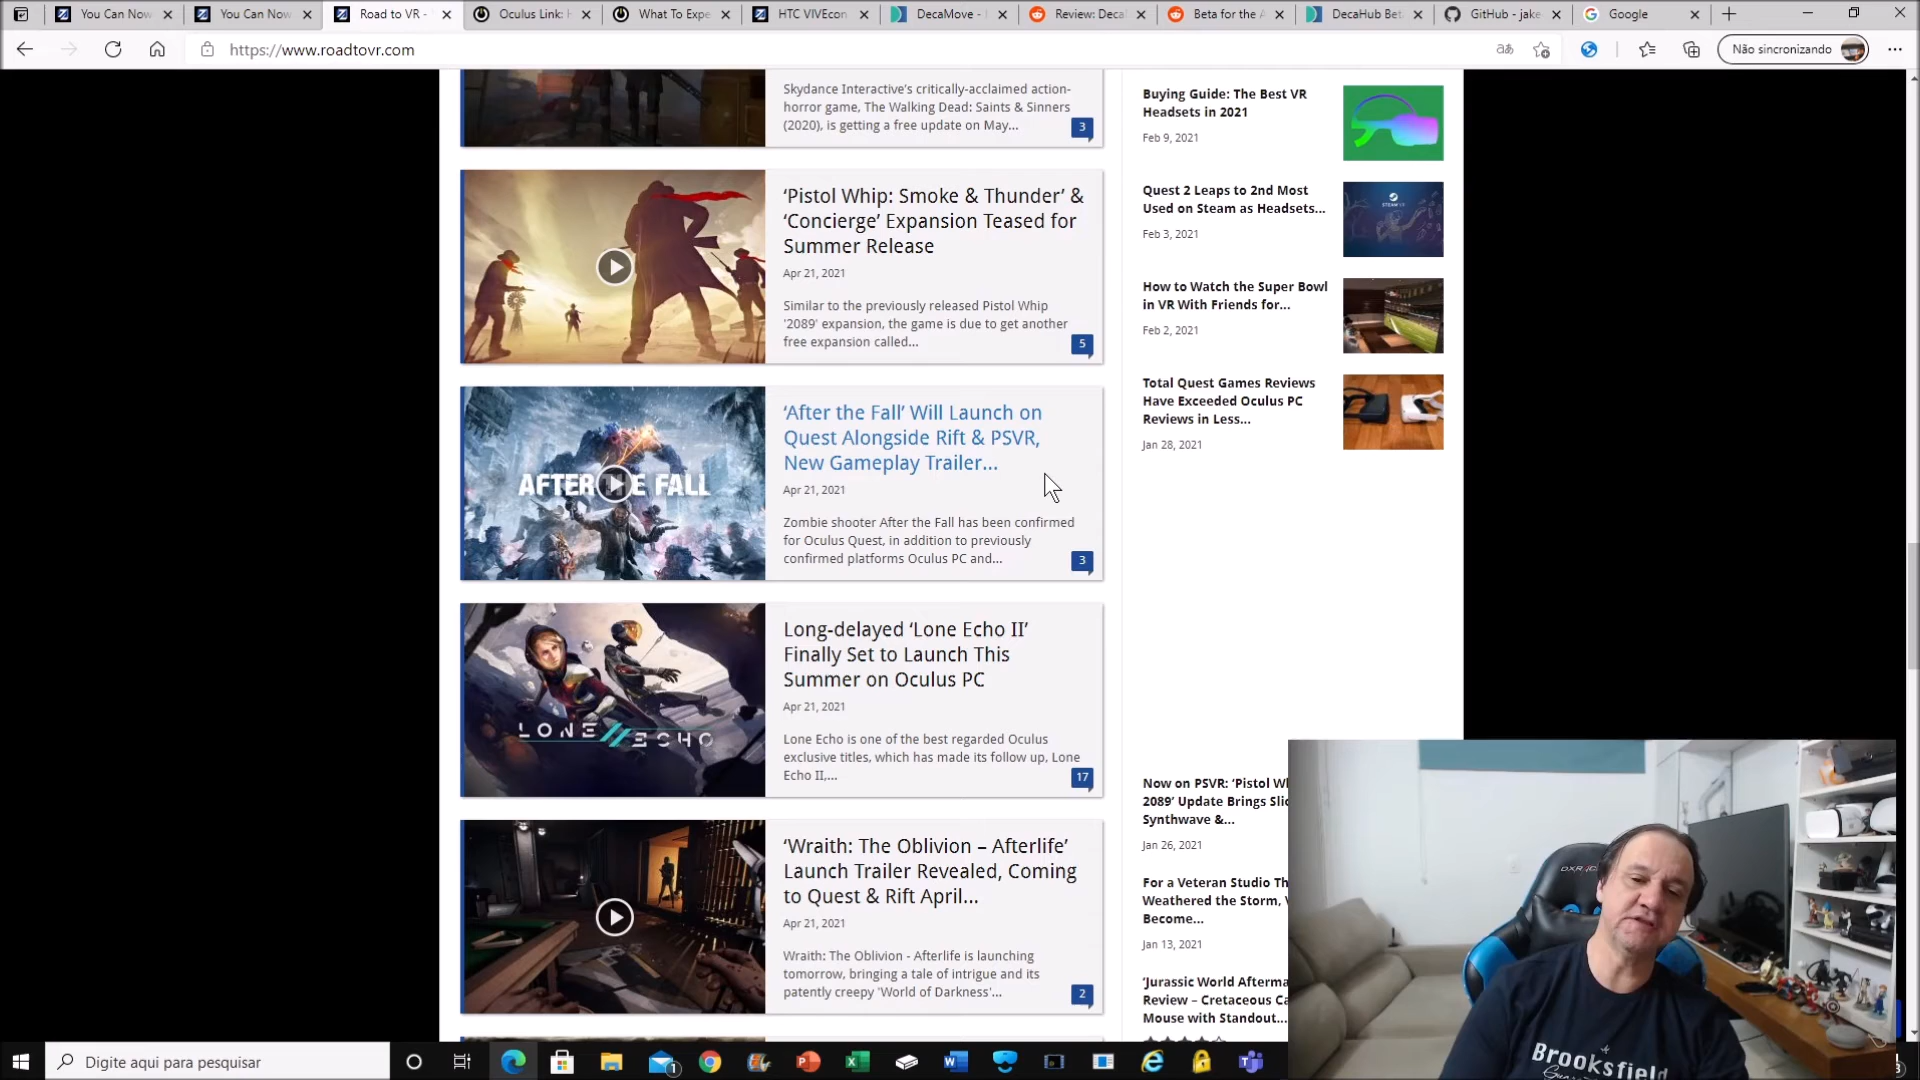 You Can Now
You Can Now
Road to VR -
Oculus Link:
What To Expe
HTC VIVEcon
DecaMove -
Review: Deca
Beta for the
DecaHub Bet
GitHub - jake
Google
https://www.roadtovr.com
Não sincronizando
Skydance Interactive's critically-acclaimed action-
horror game, The Walking Dead: Saints & Sinners
(2020), is getting a free update on May...
3
‘Pistol Whip: Smoke & Thunder’ &
‘Concierge’ Expansion Teased for
Summer Release
Apr 21, 2021
Similar to the previously released Pistol Whip
'2089' expansion, the game is due to get another
free expansion called...
5
AFTER THE FALL
‘After the Fall’ Will Launch on
Quest Alongside Rift & PSVR,
New Gameplay Trailer...
Apr 21, 2021
Zombie shooter After the Fall has been confirmed
for Oculus Quest, in addition to previously
confirmed platforms Oculus PC and...
3
LONE ECHO
Long-delayed ‘Lone Echo II’
Finally Set to Launch This
Summer on Oculus PC
Apr 21, 2021
Lone Echo is one of the best regarded Oculus
exclusive titles, which has made its follow up, Lone
Echo II,...
17
‘Wraith: The Oblivion – Afterlife’
Launch Trailer Revealed, Coming
to Quest & Rift April...
Apr 21, 2021
Wraith: The Oblivion - Afterlife is launching
tomorrow, bringing a tale of intrigue and its
patently creepy 'World of Darkness'...
2
Buying Guide: The Best VR
Headsets in 2021
Feb 9, 2021
Quest 2 Leaps to 2nd Most
Used on Steam as Headsets...
Feb 3, 2021
STEAM VR
How to Watch the Super Bowl
in VR With Friends for...
Feb 2, 2021
Total Quest Games Reviews
Have Exceeded Oculus PC
Reviews in Less...
Jan 28, 2021
Now on PSVR: ‘Pistol Wh
2089’ Update Brings Slic
Synthwave &...
Jan 26, 2021
For a Veteran Studio Th
Weathered the Storm, V
Become...
Jan 13, 2021
‘Jurassic World Afterma
Review – Cretaceous Ca
Mouse with Standout...
Brooksfield
Digite aqui para pesquisar
1